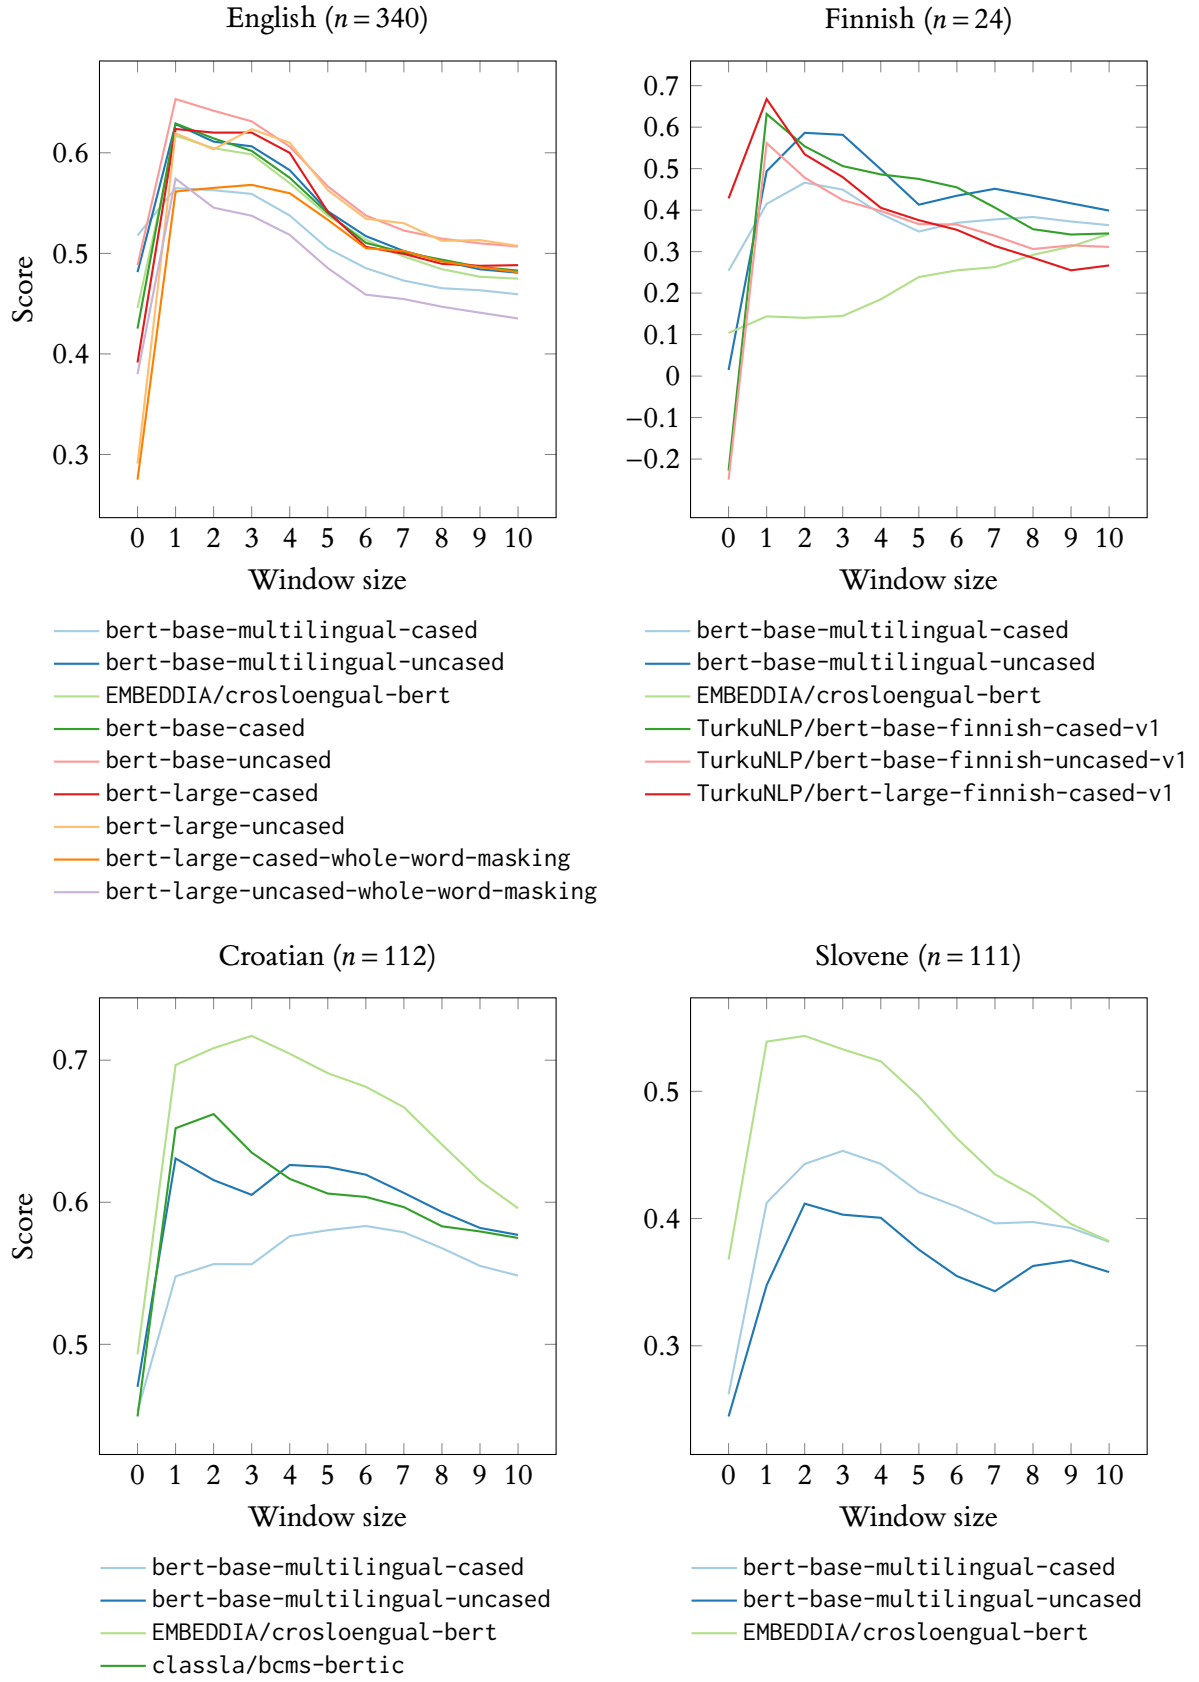 English (n = 340)
Finnish (n = 24)
Score
0.6
0.5
0.4
0.3
0 1 2 3 4 5 6 7 8 9 10
Window size
0.7
0.6
0.5
0.4
0.3
0.2
0.1
0
−0.1
−0.2
0 1 2 3 4 5 6 7 8 9 10
Window size
bert-base-multilingual-cased
bert-base-multilingual-uncased
EMBEDDIA/crosloengual-bert
bert-base-cased
bert-base-uncased
bert-large-cased
bert-large-uncased
bert-large-cased-whole-word-masking
bert-large-uncased-whole-word-masking
bert-base-multilingual-cased
bert-base-multilingual-uncased
EMBEDDIA/crosloengual-bert
TurkuNLP/bert-base-finnish-cased-v1
TurkuNLP/bert-base-finnish-uncased-v1
TurkuNLP/bert-large-finnish-cased-v1
Croatian (n = 112)
Slovene (n = 111)
Score
0.7
0.6
0.5
0 1 2 3 4 5 6 7 8 9 10
Window size
0.5
0.4
0.3
0 1 2 3 4 5 6 7 8 9 10
Window size
bert-base-multilingual-cased
bert-base-multilingual-uncased
EMBEDDIA/crosloengual-bert
classla/bcms-bertic
bert-base-multilingual-cased
bert-base-multilingual-uncased
EMBEDDIA/crosloengual-bert